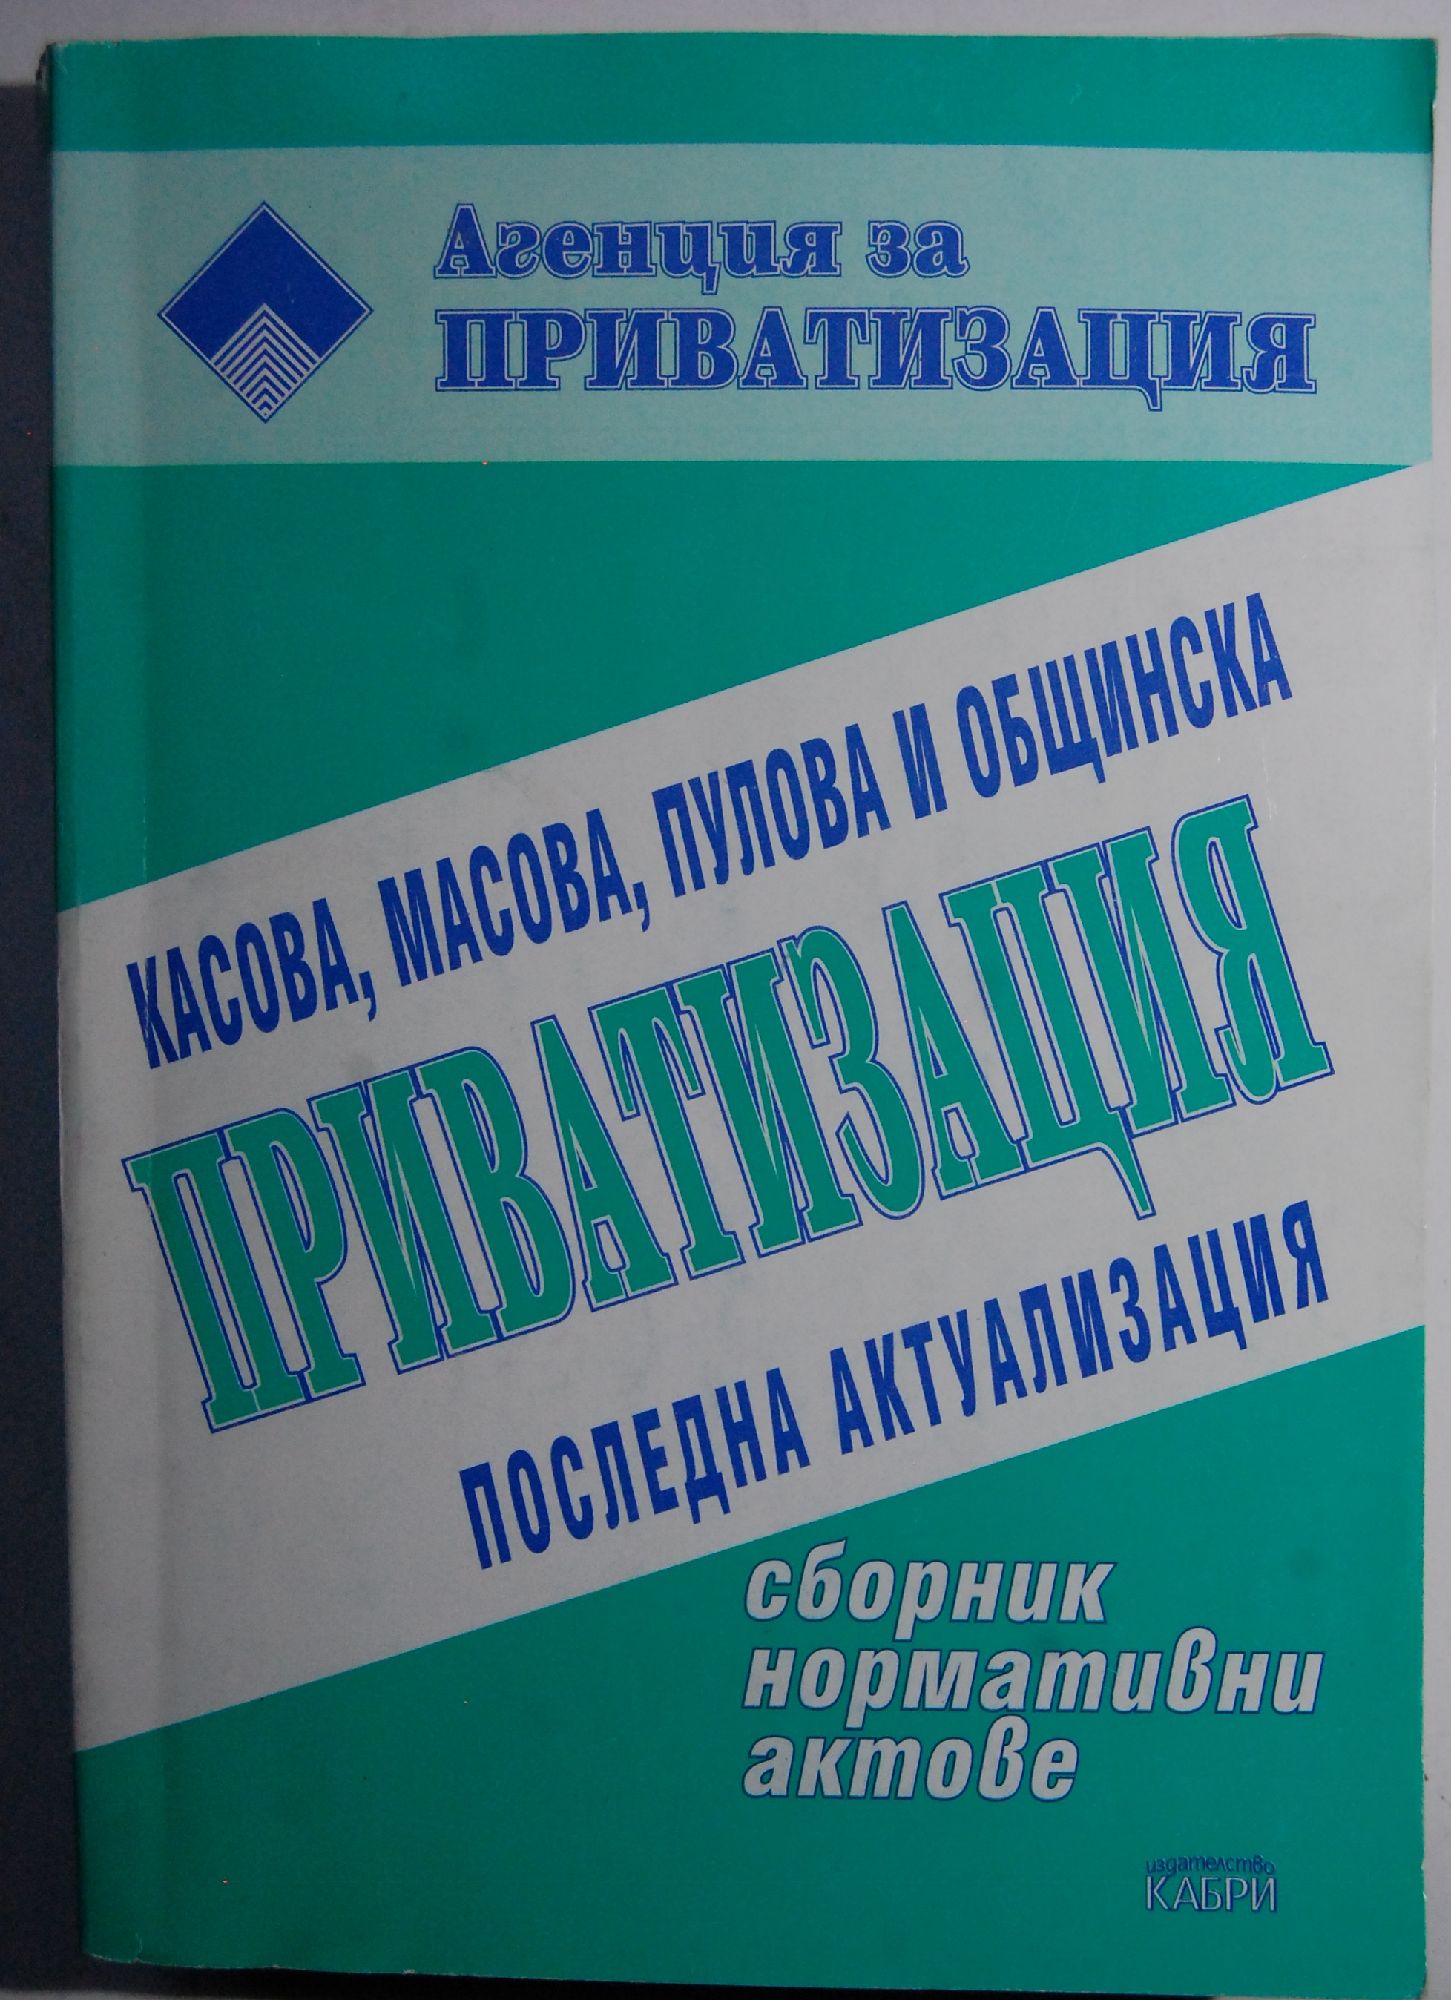 Агенция за
ПРИВАТИЗАЦИЯ
КАСОВА, МАСОВА, ПУЛОВА И ОБЩИНСКА
ПРИВАТИЗАЦИЯ
ПОСЛЕДНА АКТУАЛИЗАЦИЯ
сборник
нормативни
актове
издателство
КАБРИ